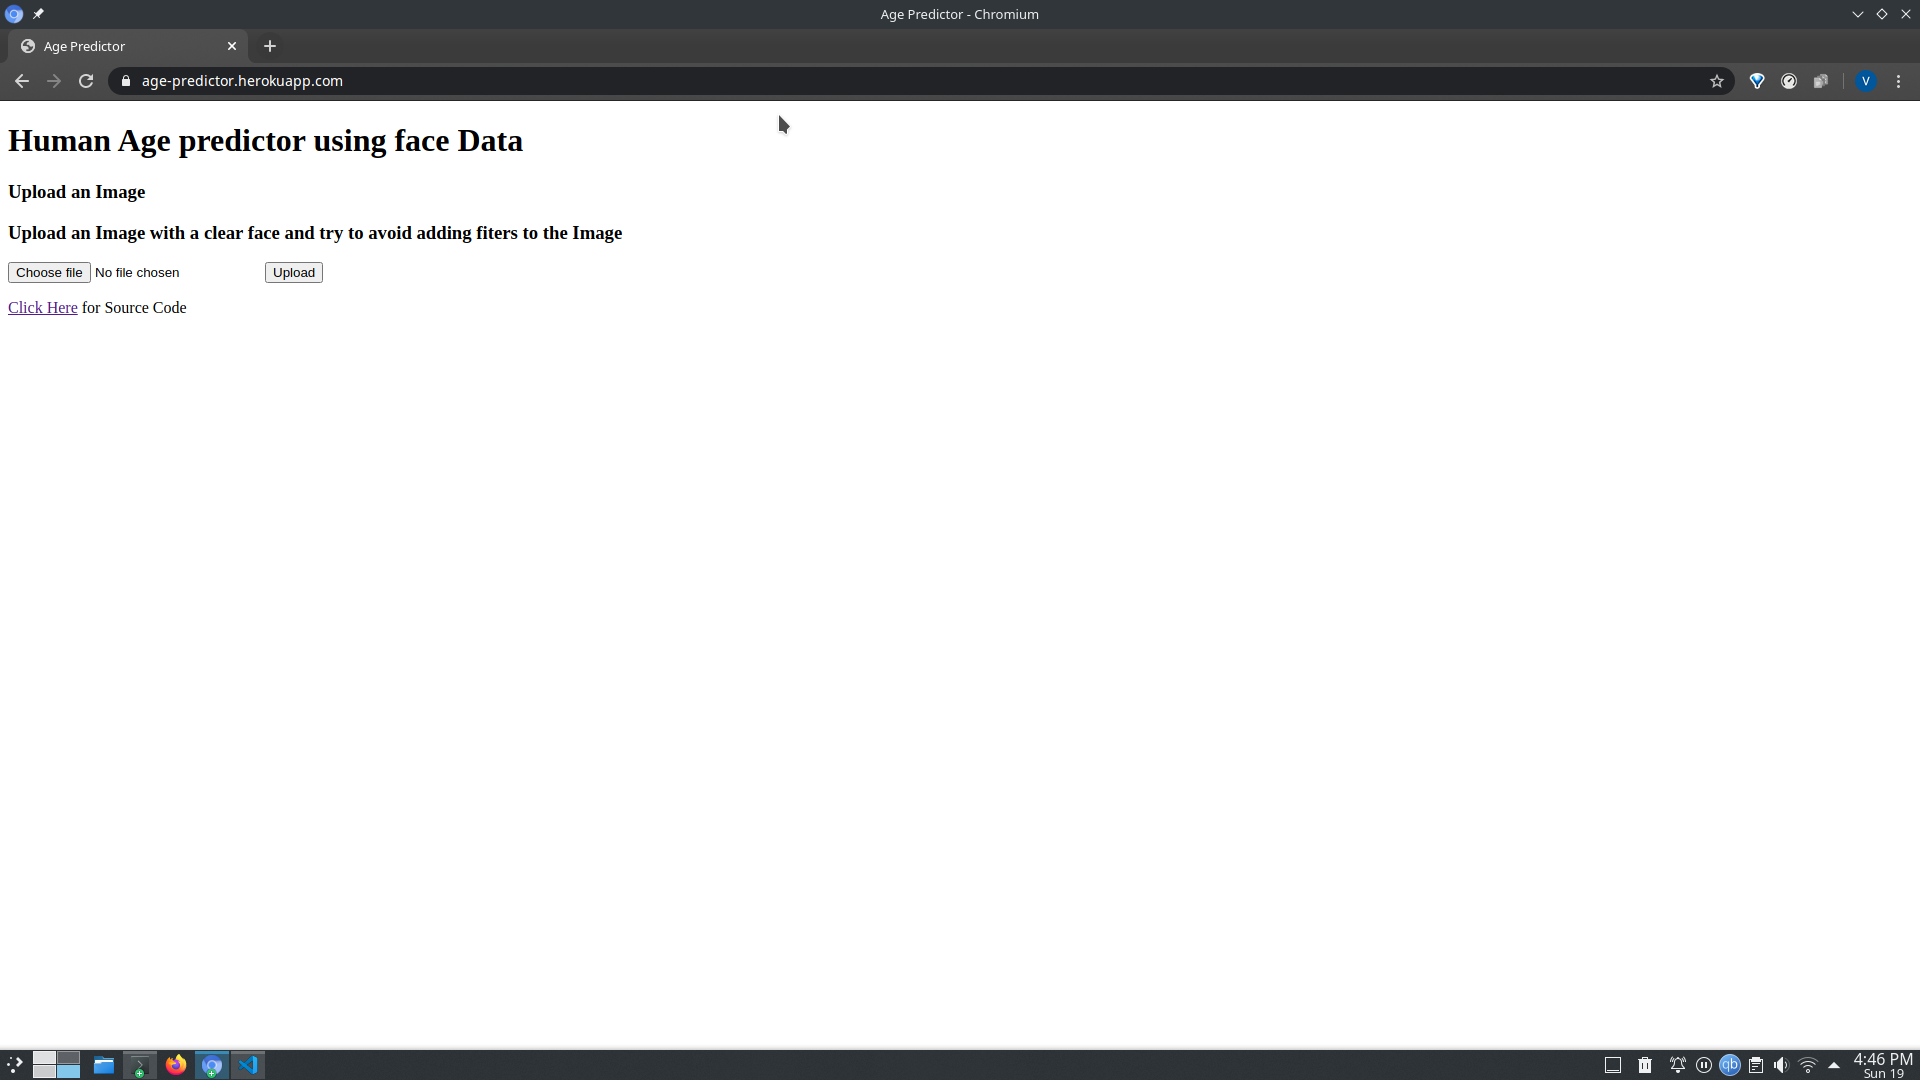 Age Predictor - Chromium
Age Predictor
age-predictor.herokuapp.com
V
Human Age predictor using face Data
Upload an Image
Upload an Image with a clear face and try to avoid adding fiters to the Image
Choose file No file chosen Upload
Click Here for Source Code
qb
4:46 PM
Sun 19